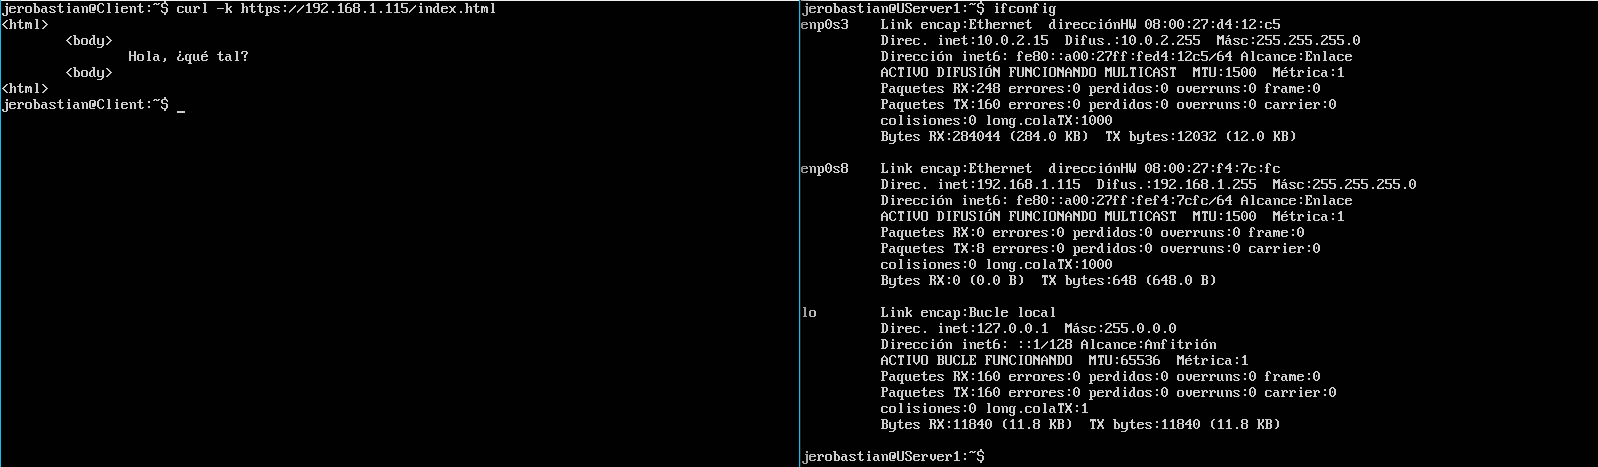 jerobastian@Client:~$ curl -k https://192.168.1.115/index.html
<html>
        <body>
                Hola, ¿qué tal?
        <body>
<html>
jerobastian@Client:~$ _
jerobastian@UServer1:~$ ifconfig
enp0s3    Link encap:Ethernet  direcciónHW 08:00:27:d4:12:c5
          Direc. inet:10.0.2.15  Difus.:10.0.2.255  Másc:255.255.255.0
          Dirección inet6: fe80::a00:27ff:fed4:12c5/64 Alcance:Enlace
          ACTIVO DIFUSIÓN FUNCIONANDO MULTICAST  MTU:1500  Métrica:1
          Paquetes RX:248 errores:0 perdidos:0 overruns:0 frame:0
          Paquetes TX:160 errores:0 perdidos:0 overruns:0 carrier:0
          colisiones:0 long.colaTX:1000
          Bytes RX:284044 (284.0 KB)  TX bytes:12032 (12.0 KB)

enp0s8    Link encap:Ethernet  direcciónHW 08:00:27:f4:7c:fc
          Direc. inet:192.168.1.115  Difus.:192.168.1.255  Másc:255.255.255.0
          Dirección inet6: fe80::a00:27ff:fef4:7cfc/64 Alcance:Enlace
          ACTIVO DIFUSIÓN FUNCIONANDO MULTICAST  MTU:1500  Métrica:1
          Paquetes RX:0 errores:0 perdidos:0 overruns:0 frame:0
          Paquetes TX:8 errores:0 perdidos:0 overruns:0 carrier:0
          colisiones:0 long.colaTX:1000
          Bytes RX:0 (0.0 B)  TX bytes:648 (648.0 B)

lo        Link encap:Bucle local
          Direc. inet:127.0.0.1  Másc:255.0.0.0
          Dirección inet6: ::1/128 Alcance:Anfitrión
          ACTIVO BUCLE FUNCIONANDO  MTU:65536  Métrica:1
          Paquetes RX:160 errores:0 perdidos:0 overruns:0 frame:0
          Paquetes TX:160 errores:0 perdidos:0 overruns:0 carrier:0
          colisiones:0 long.colaTX:1
          Bytes RX:11840 (11.8 KB)  TX bytes:11840 (11.8 KB)

jerobastian@UServer1:~$